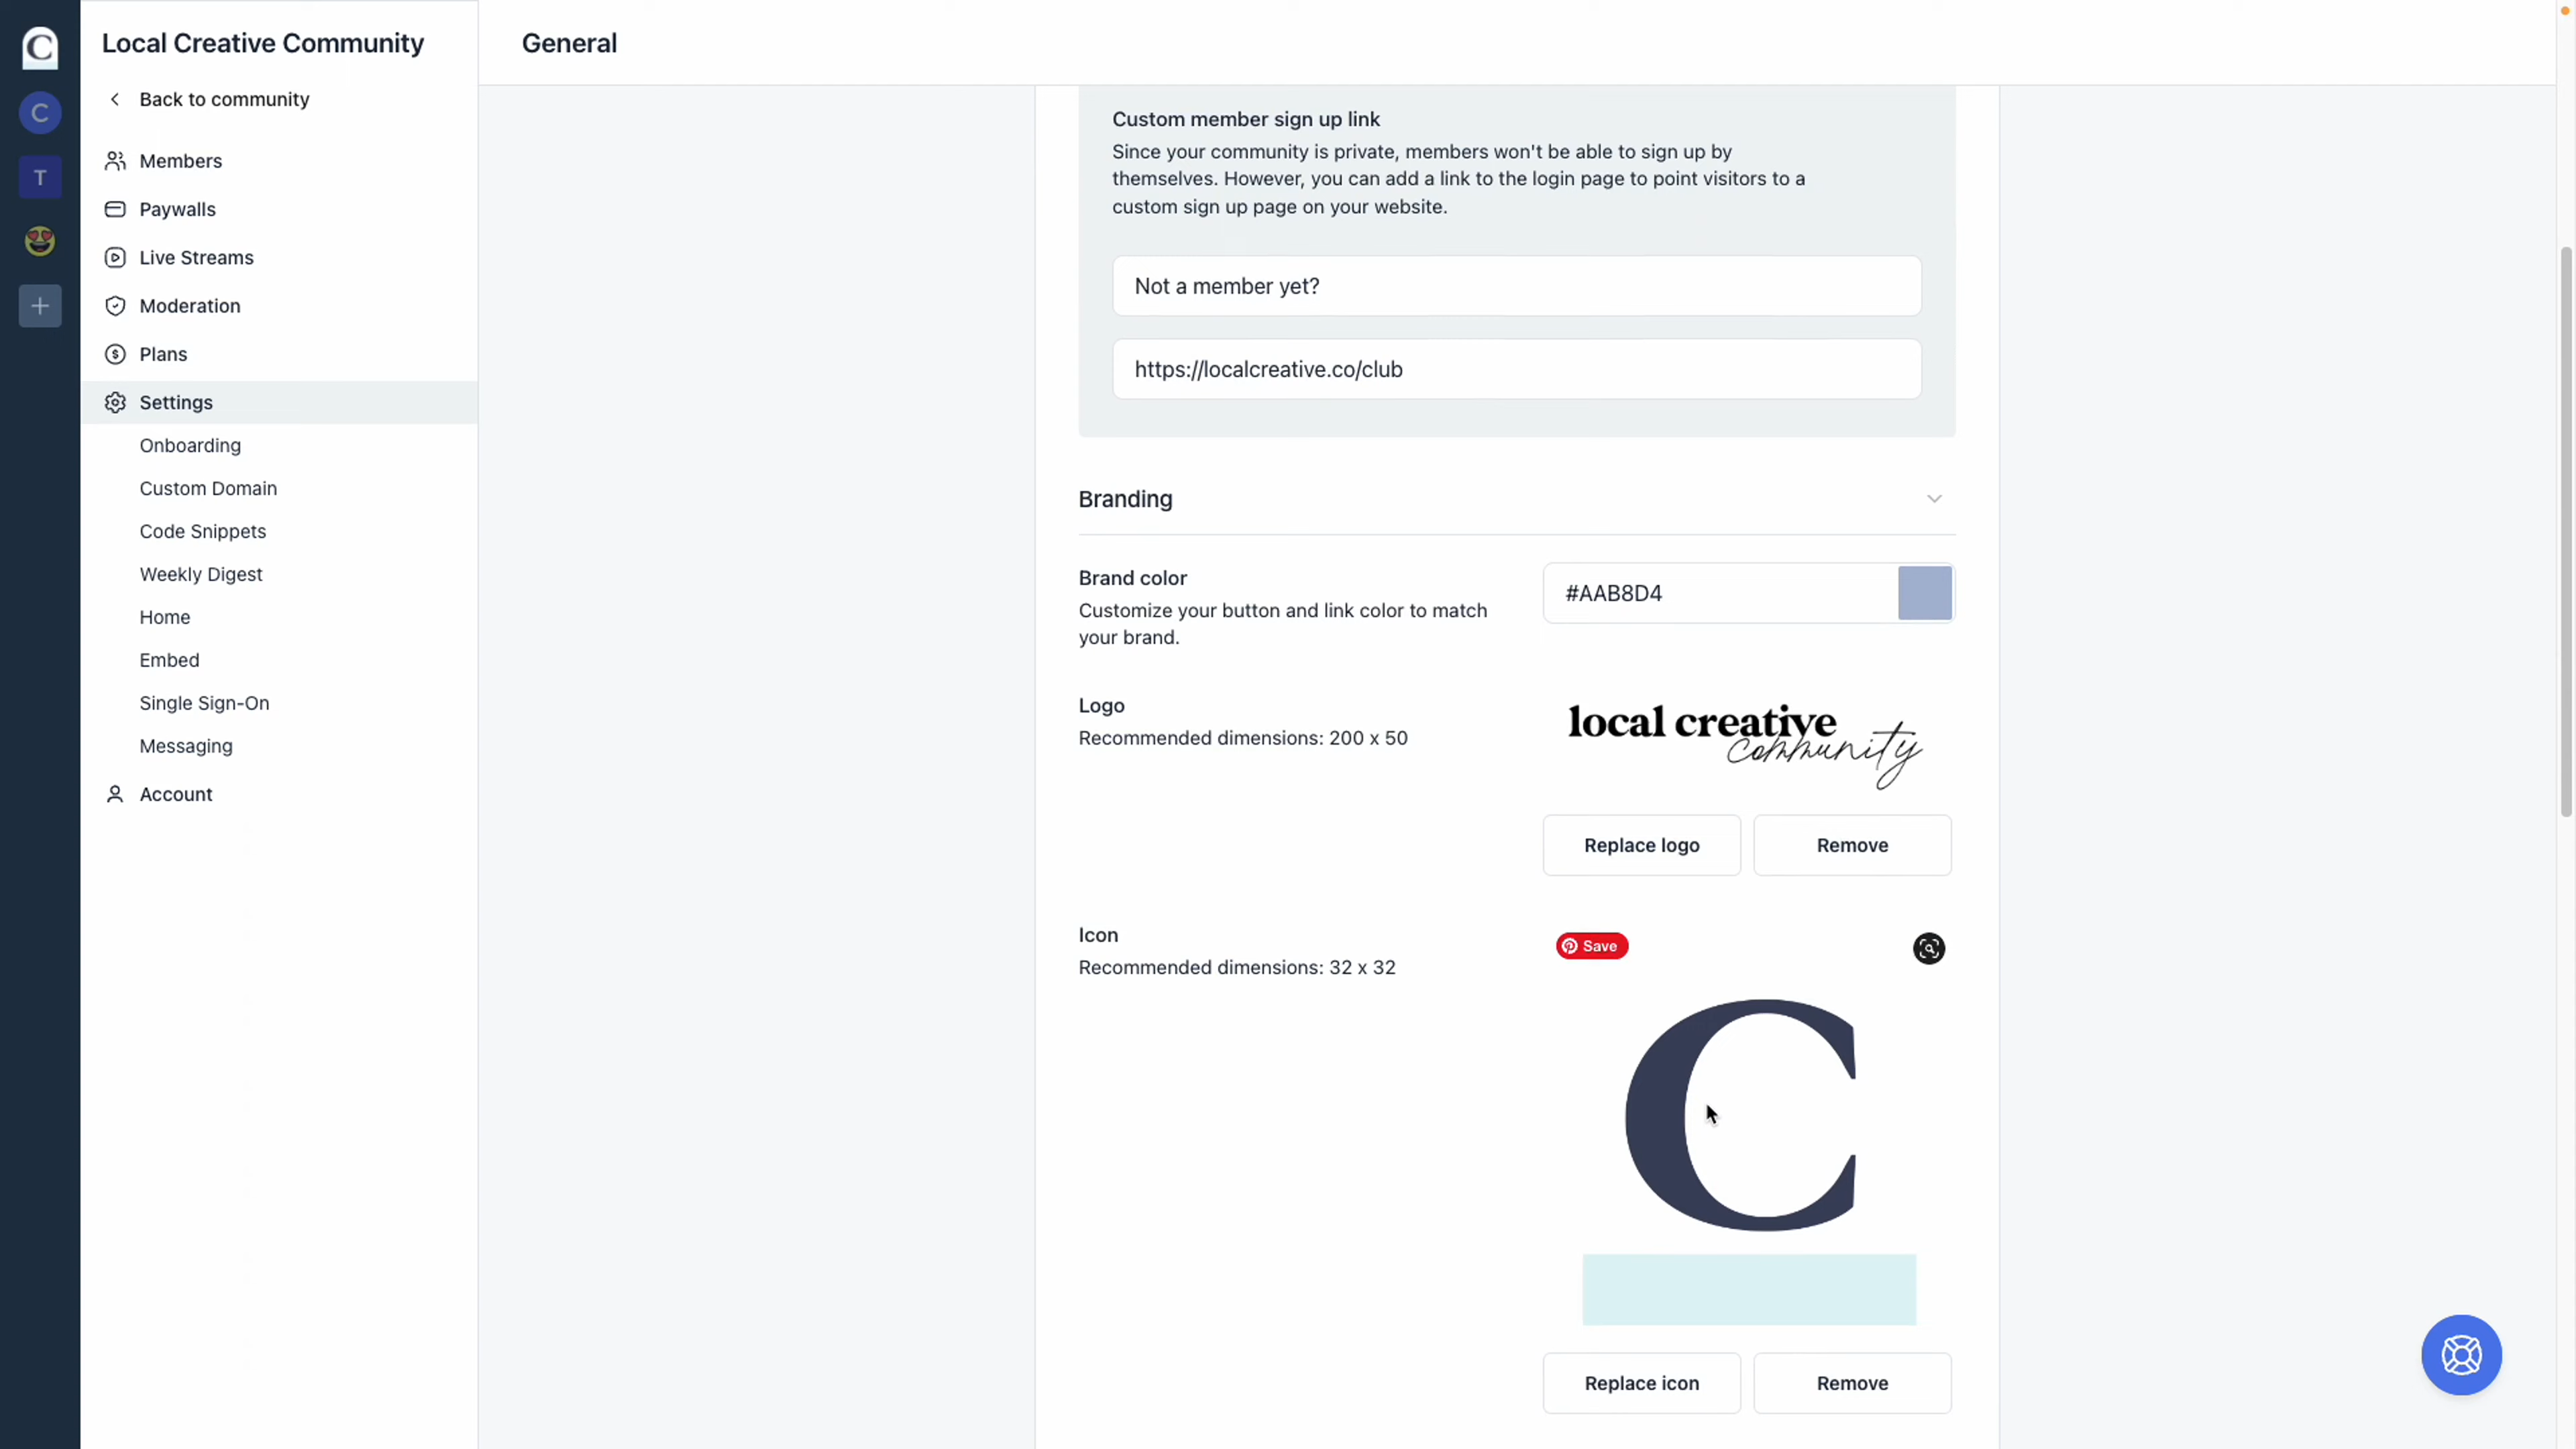 C
C
T
Local Creative Community
Back to community
Members
Paywalls
Live Streams
Moderation
Plans
Settings
Onboarding
Custom Domain
Code Snippets
Weekly Digest
Home
Embed
Single Sign-On
Messaging
Account
General
Custom member sign up link
Since your community is private, members won't be able to sign up by
themselves. However, you can add a link to the login page to point visitors to a
custom sign up page on your website.
Not a member yet?
https://localcreative.co/club
Branding
Brand color
Customize your button and link color to match
your brand.
#AAB8D4
Logo
Recommended dimensions: 200 x 50
local creative
community
Replace logo
Remove
Icon
Recommended dimensions: 32 x 32
Save
C
Replace icon
Remove